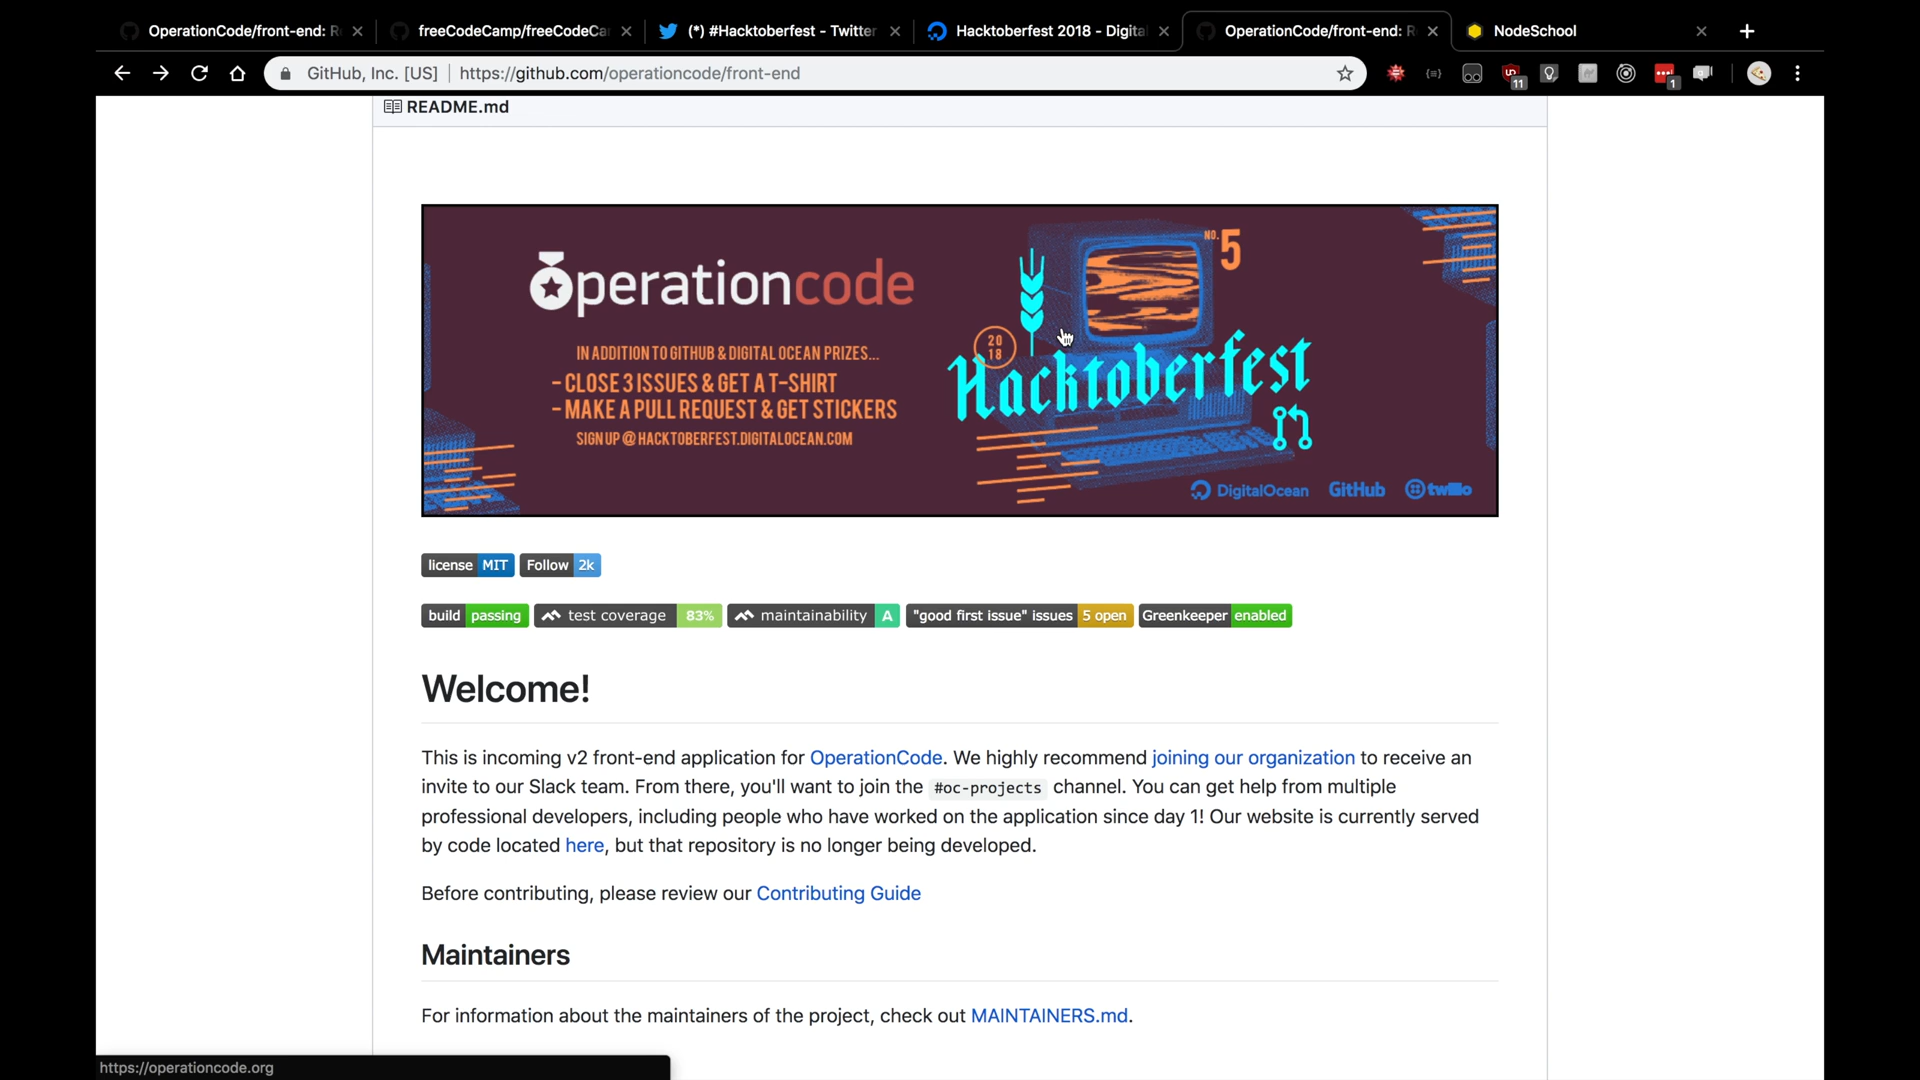 OperationCode/front-end: R
freeCodeCamp/freeCodeCa
(*) #Hacktoberfest - Twitter
Hacktoberfest 2018 - Digita
OperationCode/front-end: R
NodeSchool
GitHub, Inc. [US] https://github.com/operationcode/front-end
11
1
README.md
operationcode
IN ADDITION TO GITHUB & DIGITAL OCEAN PRIZES...
- CLOSE 3 ISSUES & GET A T-SHIRT
- MAKE A PULL REQUEST & GET STICKERS
SIGN UP @ HACKTOBERFEST.DIGITALOCEAN.COM
NO. 5
20
18
Hacktoberfest
DigitalOcean GitHub twilio
license MIT Follow 2k
build passing test coverage 83% maintainability A "good first issue" issues 5 open Greenkeeper enabled
Welcome!
This is incoming v2 front-end application for OperationCode. We highly recommend joining our organization to receive an
invite to our Slack team. From there, you'll want to join the #oc-projects channel. You can get help from multiple
professional developers, including people who have worked on the application since day 1! Our website is currently served
by code located here, but that repository is no longer being developed.
Before contributing, please review our Contributing Guide
Maintainers
For information about the maintainers of the project, check out MAINTAINERS.md.
https://operationcode.org